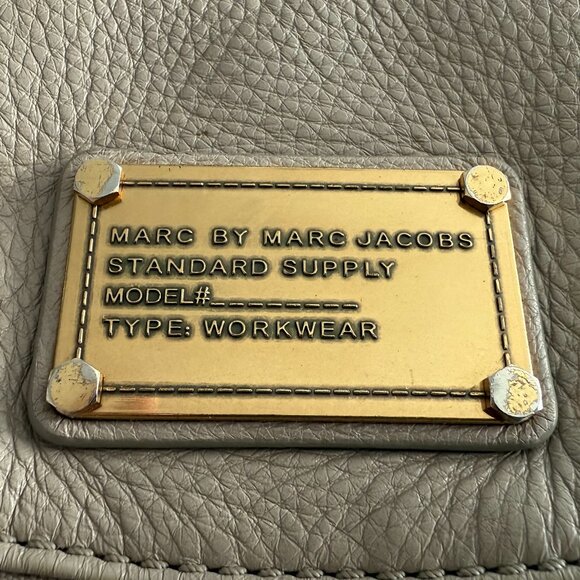 MARC BY MARC JACOBS
STANDARD SUPPLY
MODEL#_________
TYPE: WORKWEAR